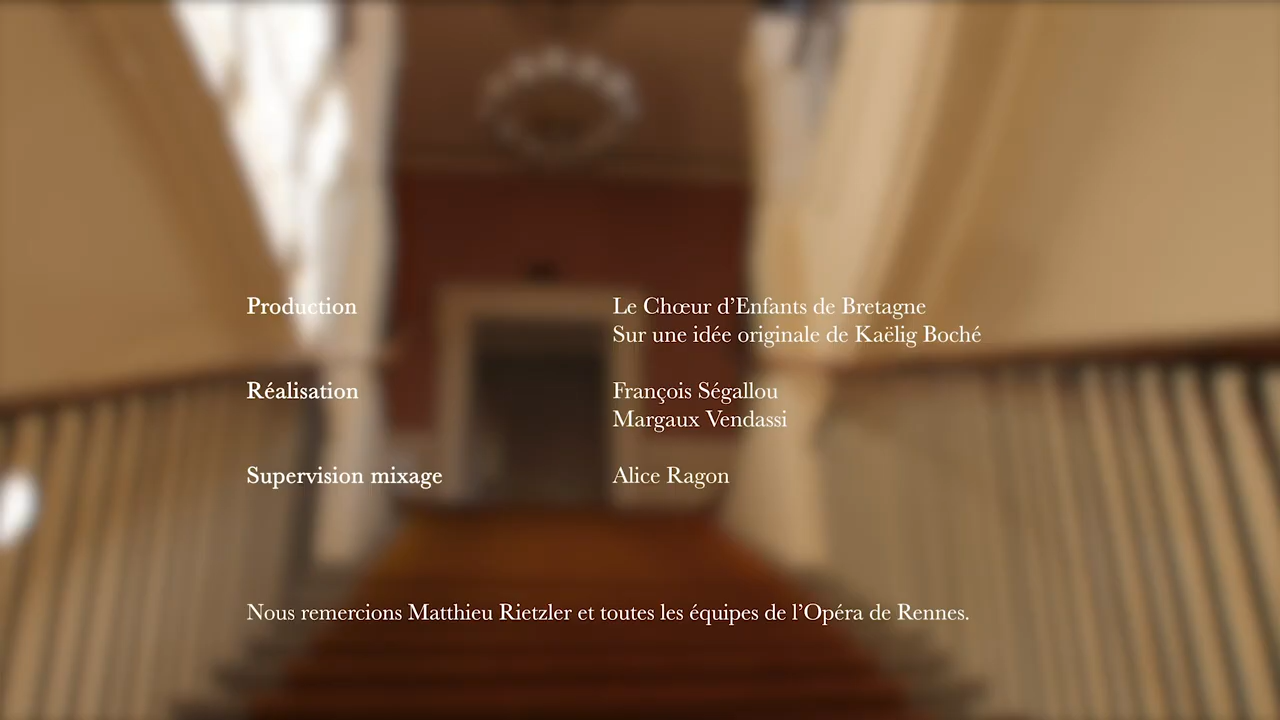 Production
Le Chœur d’Enfants de Bretagne
Sur une idée originale de Kaëlig Boché
Réalisation
François Ségallou
Margaux Vendassi
Supervision mixage
Alice Ragon
Nous remercions Matthieu Rietzler et toutes les équipes de l’Opéra de Rennes.